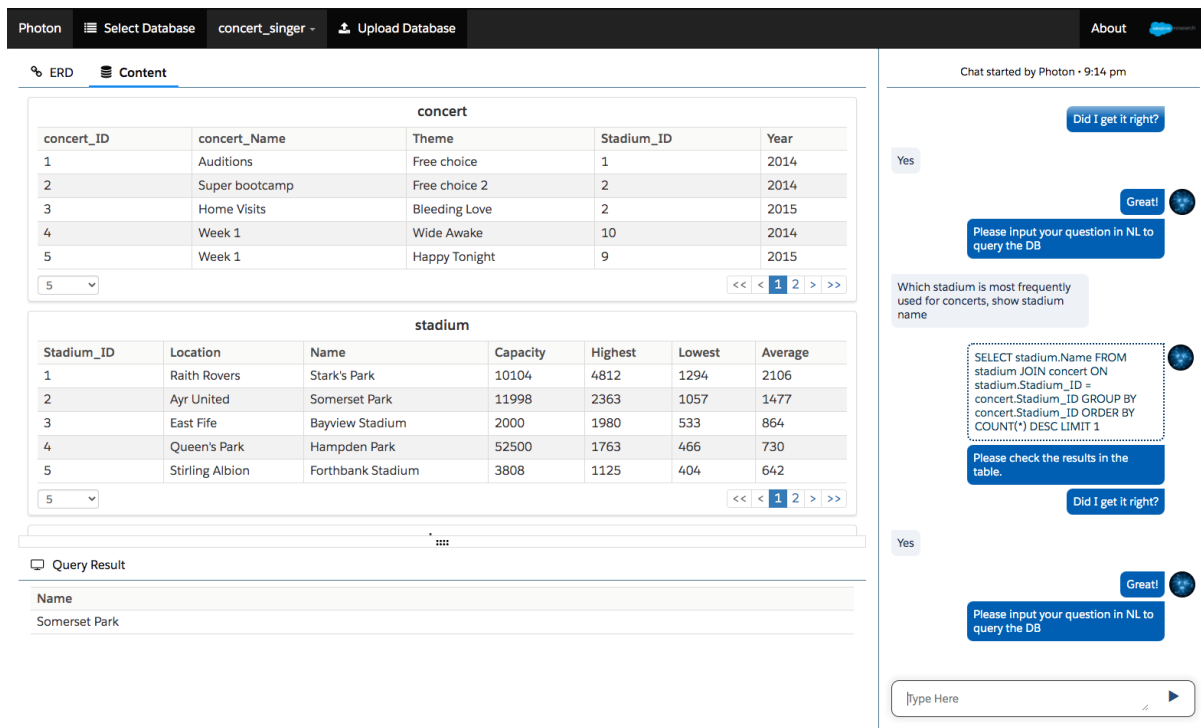 Photon Select Database concert_singer Upload Database About
ERD Content
concert
concert_ID concert_Name Theme Stadium_ID Year
1 Auditions Free choice 1 2014
2 Super bootcamp Free choice 2 2 2014
3 Home Visits Bleeding Love 2 2015
4 Week 1 Wide Awake 10 2014
5 Week 1 Happy Tonight 9 2015
5 << < 1 2 > >>
stadium
Stadium_ID Location Name Capacity Highest Lowest Average
1 Raith Rovers Stark's Park 10104 4812 1294 2106
2 Ayr United Somerset Park 11998 2363 1057 1477
3 East Fife Bayview Stadium 2000 1980 533 864
4 Queen's Park Hampden Park 52500 1763 466 730
5 Stirling Albion Forthbank Stadium 3808 1125 404 642
5 << < 1 2 > >>
Query Result
Name
Somerset Park
Chat started by Photon • 9:14 pm
Did I get it right?
Yes
Great!
Please input your question in NL to
query the DB
Which stadium is most frequently
used for concerts, show stadium
name
SELECT stadium.Name FROM
stadium JOIN concert ON
stadium.Stadium_ID =
concert.Stadium_ID GROUP BY
concert.Stadium_ID ORDER BY
COUNT(*) DESC LIMIT 1
Please check the results in the
table.
Did I get it right?
Yes
Great!
Please input your question in NL to
query the DB
Type Here